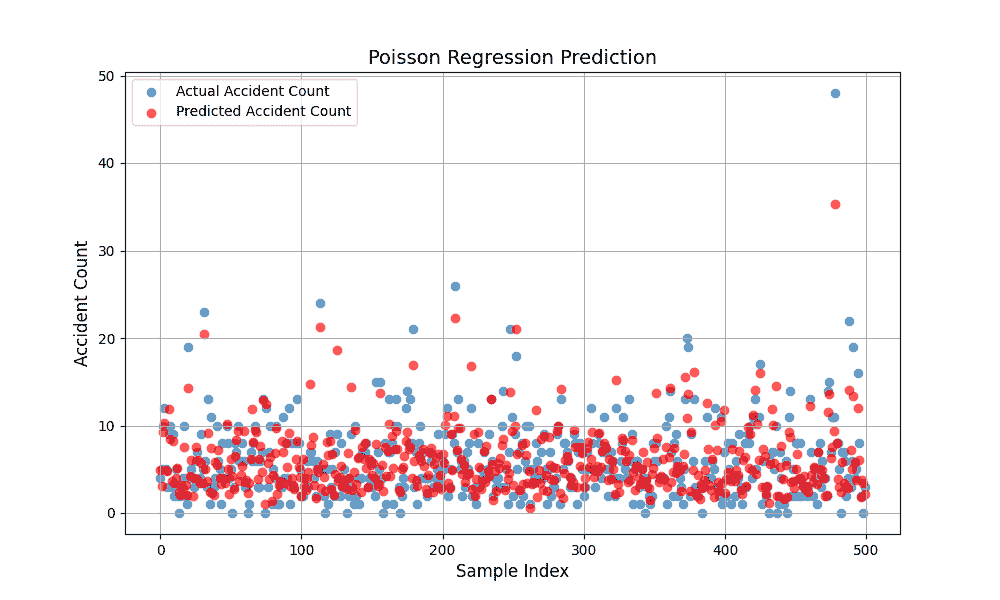 Poisson Regression Prediction
Actual Accident Count
Predicted Accident Count
50
40
30
20
10
0
Accident Count
0 100 200 300 400 500
Sample Index